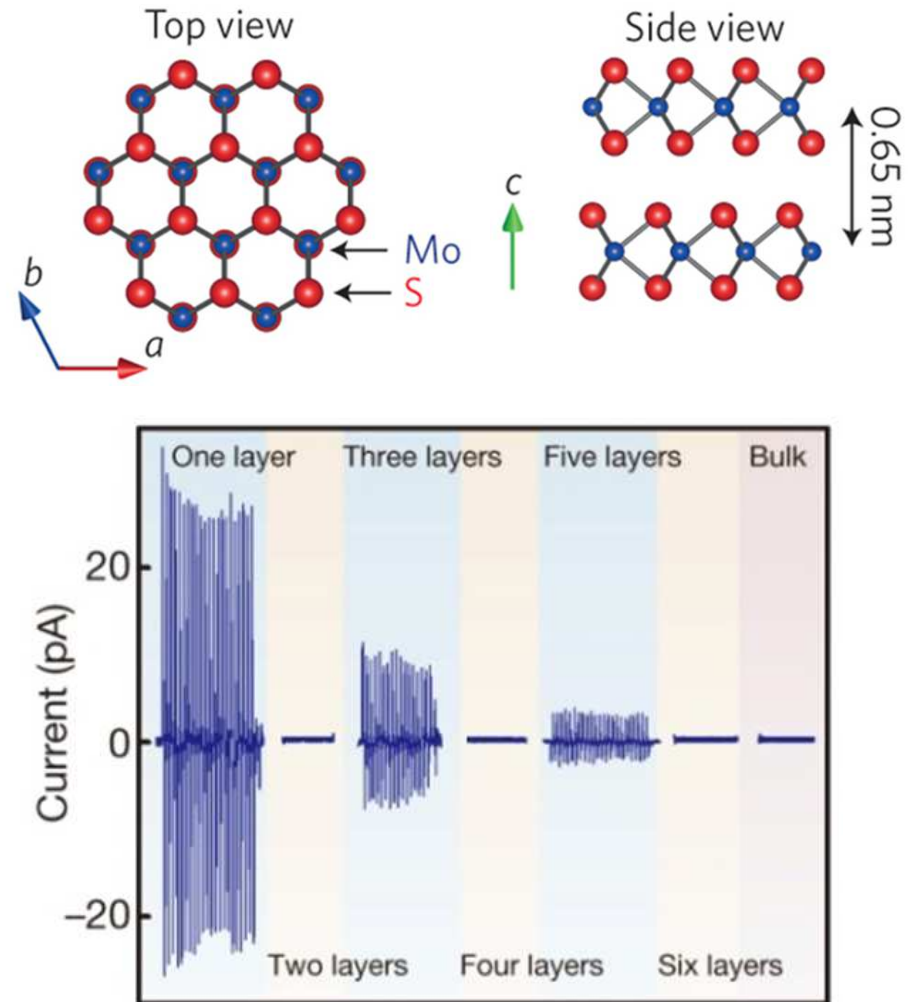 Top view
Side view
0.65 nm
c
Mo
S
b
a
One layer Three layers Five layers Bulk
20
0
−20
Current (pA)
Two layers Four layers Six layers